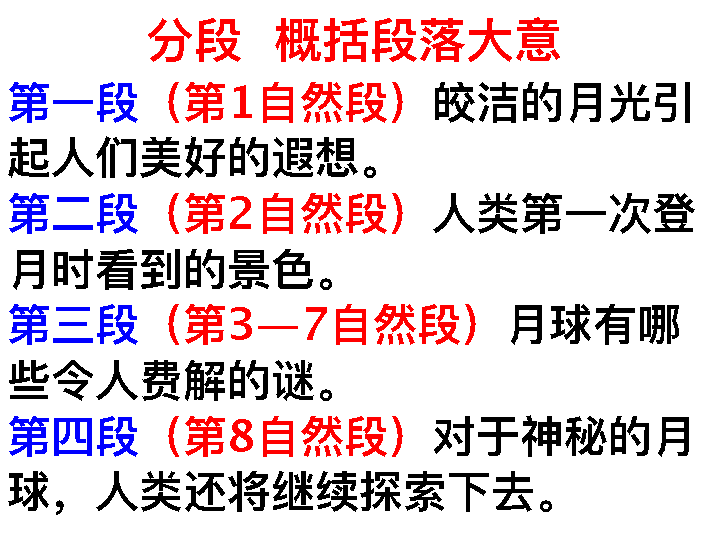 分段 概括段落大意
第一段（第1自然段）皎洁的月光引
起人们美好的遐想。
第二段（第2自然段）人类第一次登
月时看到的景色。
第三段（第3—7自然段）月球有哪
些令人费解的谜。
第四段（第8自然段）对于神秘的月
球，人类还将继续探索下去。